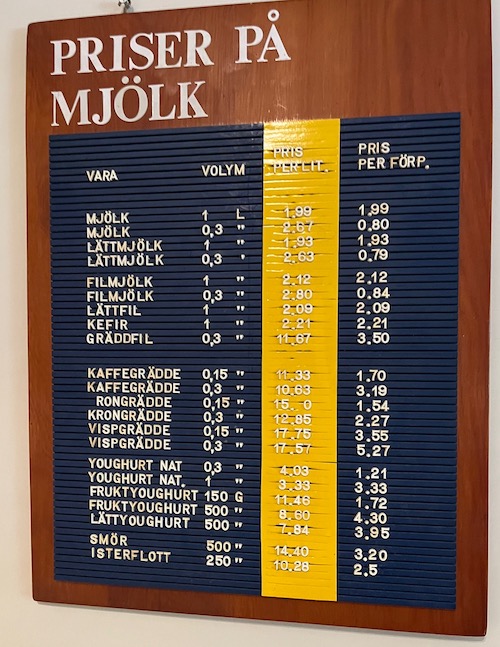 PRISER PÅ
MJÖLK
VARA VOLYM PRIS PER LIT. PRIS PER FÖRP.
MJÖLK 1 L 1.99 1.99
MJÖLK 0,3 " 2.67 0.80
LÄTTMJÖLK 1 " 1.93 1.93
LÄTTMJÖLK 0,3 ' 2.63 0.79
FILMJÖLK 1 " 2.12 2.12
FILMJÖLK 0,3 " 2.80 0.84
LÄTTFIL 1 " 2.09 2.09
KEFIR 1 " 2.21 2.21
GRÄDDFIL 0,3 " 11.67 3.50
KAFFEGRÄDDE 0,15 " 11.33 1.70
KAFFEGRÄDDE 0,3 " 10.63 3.19
RONGRÄDDE 0,15 " 15. 0 1.54
KRONGRÄDDE 0,3 " 12.85 2.27
VISPGRÄDDE 0,15 " 17.75 3.55
VISPGRÄDDE 0,3 " 17.57 5.27
YOUGHURT NAT 0,3 " 4.03 1.21
YOUGHURT NAT. 1 " 3.33 3.33
FRUKTYOUGHURT 150 G 11.46 1.72
FRUKTYOUGHURT 500 " 8.60 4.30
LÄTTYOUGHURT 500 " 7.84 3.95
SMÖR 500 " 14.40 3.20
ISTERFLOTT 250 " 10.28 2.5